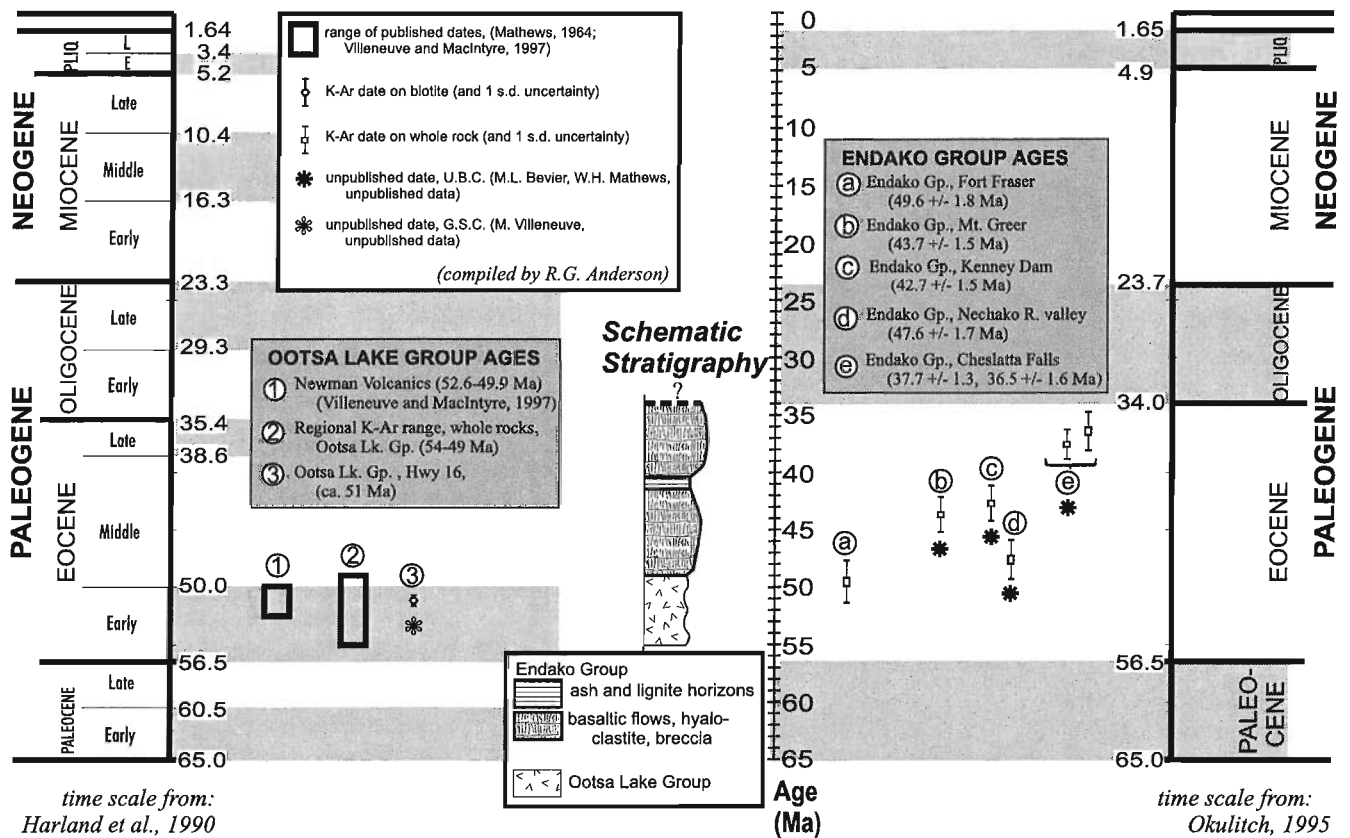 NEOGENE
PALEOGENE
PLIO
MIOCENE
OLIGOCENE
EOCENE
PALEOCENE
L
E
Late
Middle
Early
Late
Early
Late
Middle
Early
Late
Early
1.64
3.4
5.2
10.4
16.3
23.3
29.3
35.4
38.6
50.0
56.5
60.5
65.0
time scale from:
Harland et al., 1990
range of published dates, (Mathews, 1964;
Villeneuve and MacIntyre, 1997)
K-Ar date on biotite (and 1 s.d. uncertainty)
K-Ar date on whole rock (and 1 s.d. uncertainty)
unpublished date, U.B.C. (M.L. Bevier, W.H. Mathews,
unpublished data)
unpublished date, G.S.C. (M. Villeneuve,
unpublished data)
(compiled by R.G. Anderson)
OOTSA LAKE GROUP AGES
1 Newman Volcanics (52.6-49.9 Ma)
(Villeneuve and MacIntyre, 1997)
2 Regional K-Ar range, whole rocks,
Ootsa Lk. Gp. (54-49 Ma)
3 Ootsa Lk. Gp. , Hwy 16,
(ca. 51 Ma)
1
2
3
Schematic
Stratigraphy
?
Endako Group
ash and lignite horizons
basaltic flows, hyalo-
clastite, breccia
Ootsa Lake Group
0
5
10
15
20
25
30
35
40
45
50
55
60
65
Age
(Ma)
ENDAKO GROUP AGES
a Endako Gp., Fort Fraser
(49.6 +/- 1.8 Ma)
b Endako Gp., Mt. Greer
(43.7 +/- 1.5 Ma)
c Endako Gp., Kenney Dam
(42.7 +/- 1.5 Ma)
d Endako Gp., Nechako R. valley
(47.6 +/- 1.7 Ma)
e Endako Gp., Cheslatta Falls
(37.7 +/- 1.3, 36.5 +/- 1.6 Ma)
a
b
c
d
e
1.65
4.9
23.7
34.0
56.5
65.0
PLIO
MIOCENE
OLIGOCENE
EOCENE
PALEO-
CENE
NEOGENE
PALEOGENE
time scale from:
Okulitch, 1995